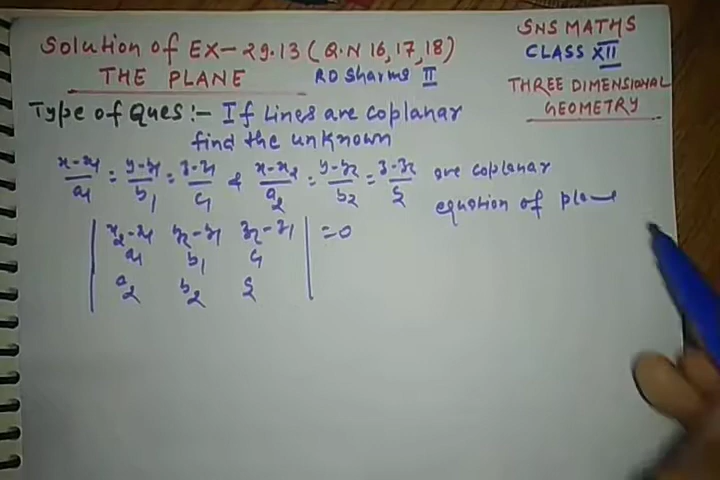 Solution of EX-29.13 (Q.N 16, 17, 18)
THE PLANE
RD Sharma II
SNS MATHS
CLASS XII
THREE DIMENSIONAL
GEOMETRY
Type of Ques:- If Lines are coplanar
find the unknown
x-x₁/a₁ = y-y₁/b₁ = z-z₁/c₁ & x-x₂/a₂ = y-y₂/b₂ = z-z₂/c₂ are coplanar
equation of plane
| x₂-x₁ y₂-y₁ z₂-z₁ | =0
a₁ b₁ c₁
a₂ b₂ c₂